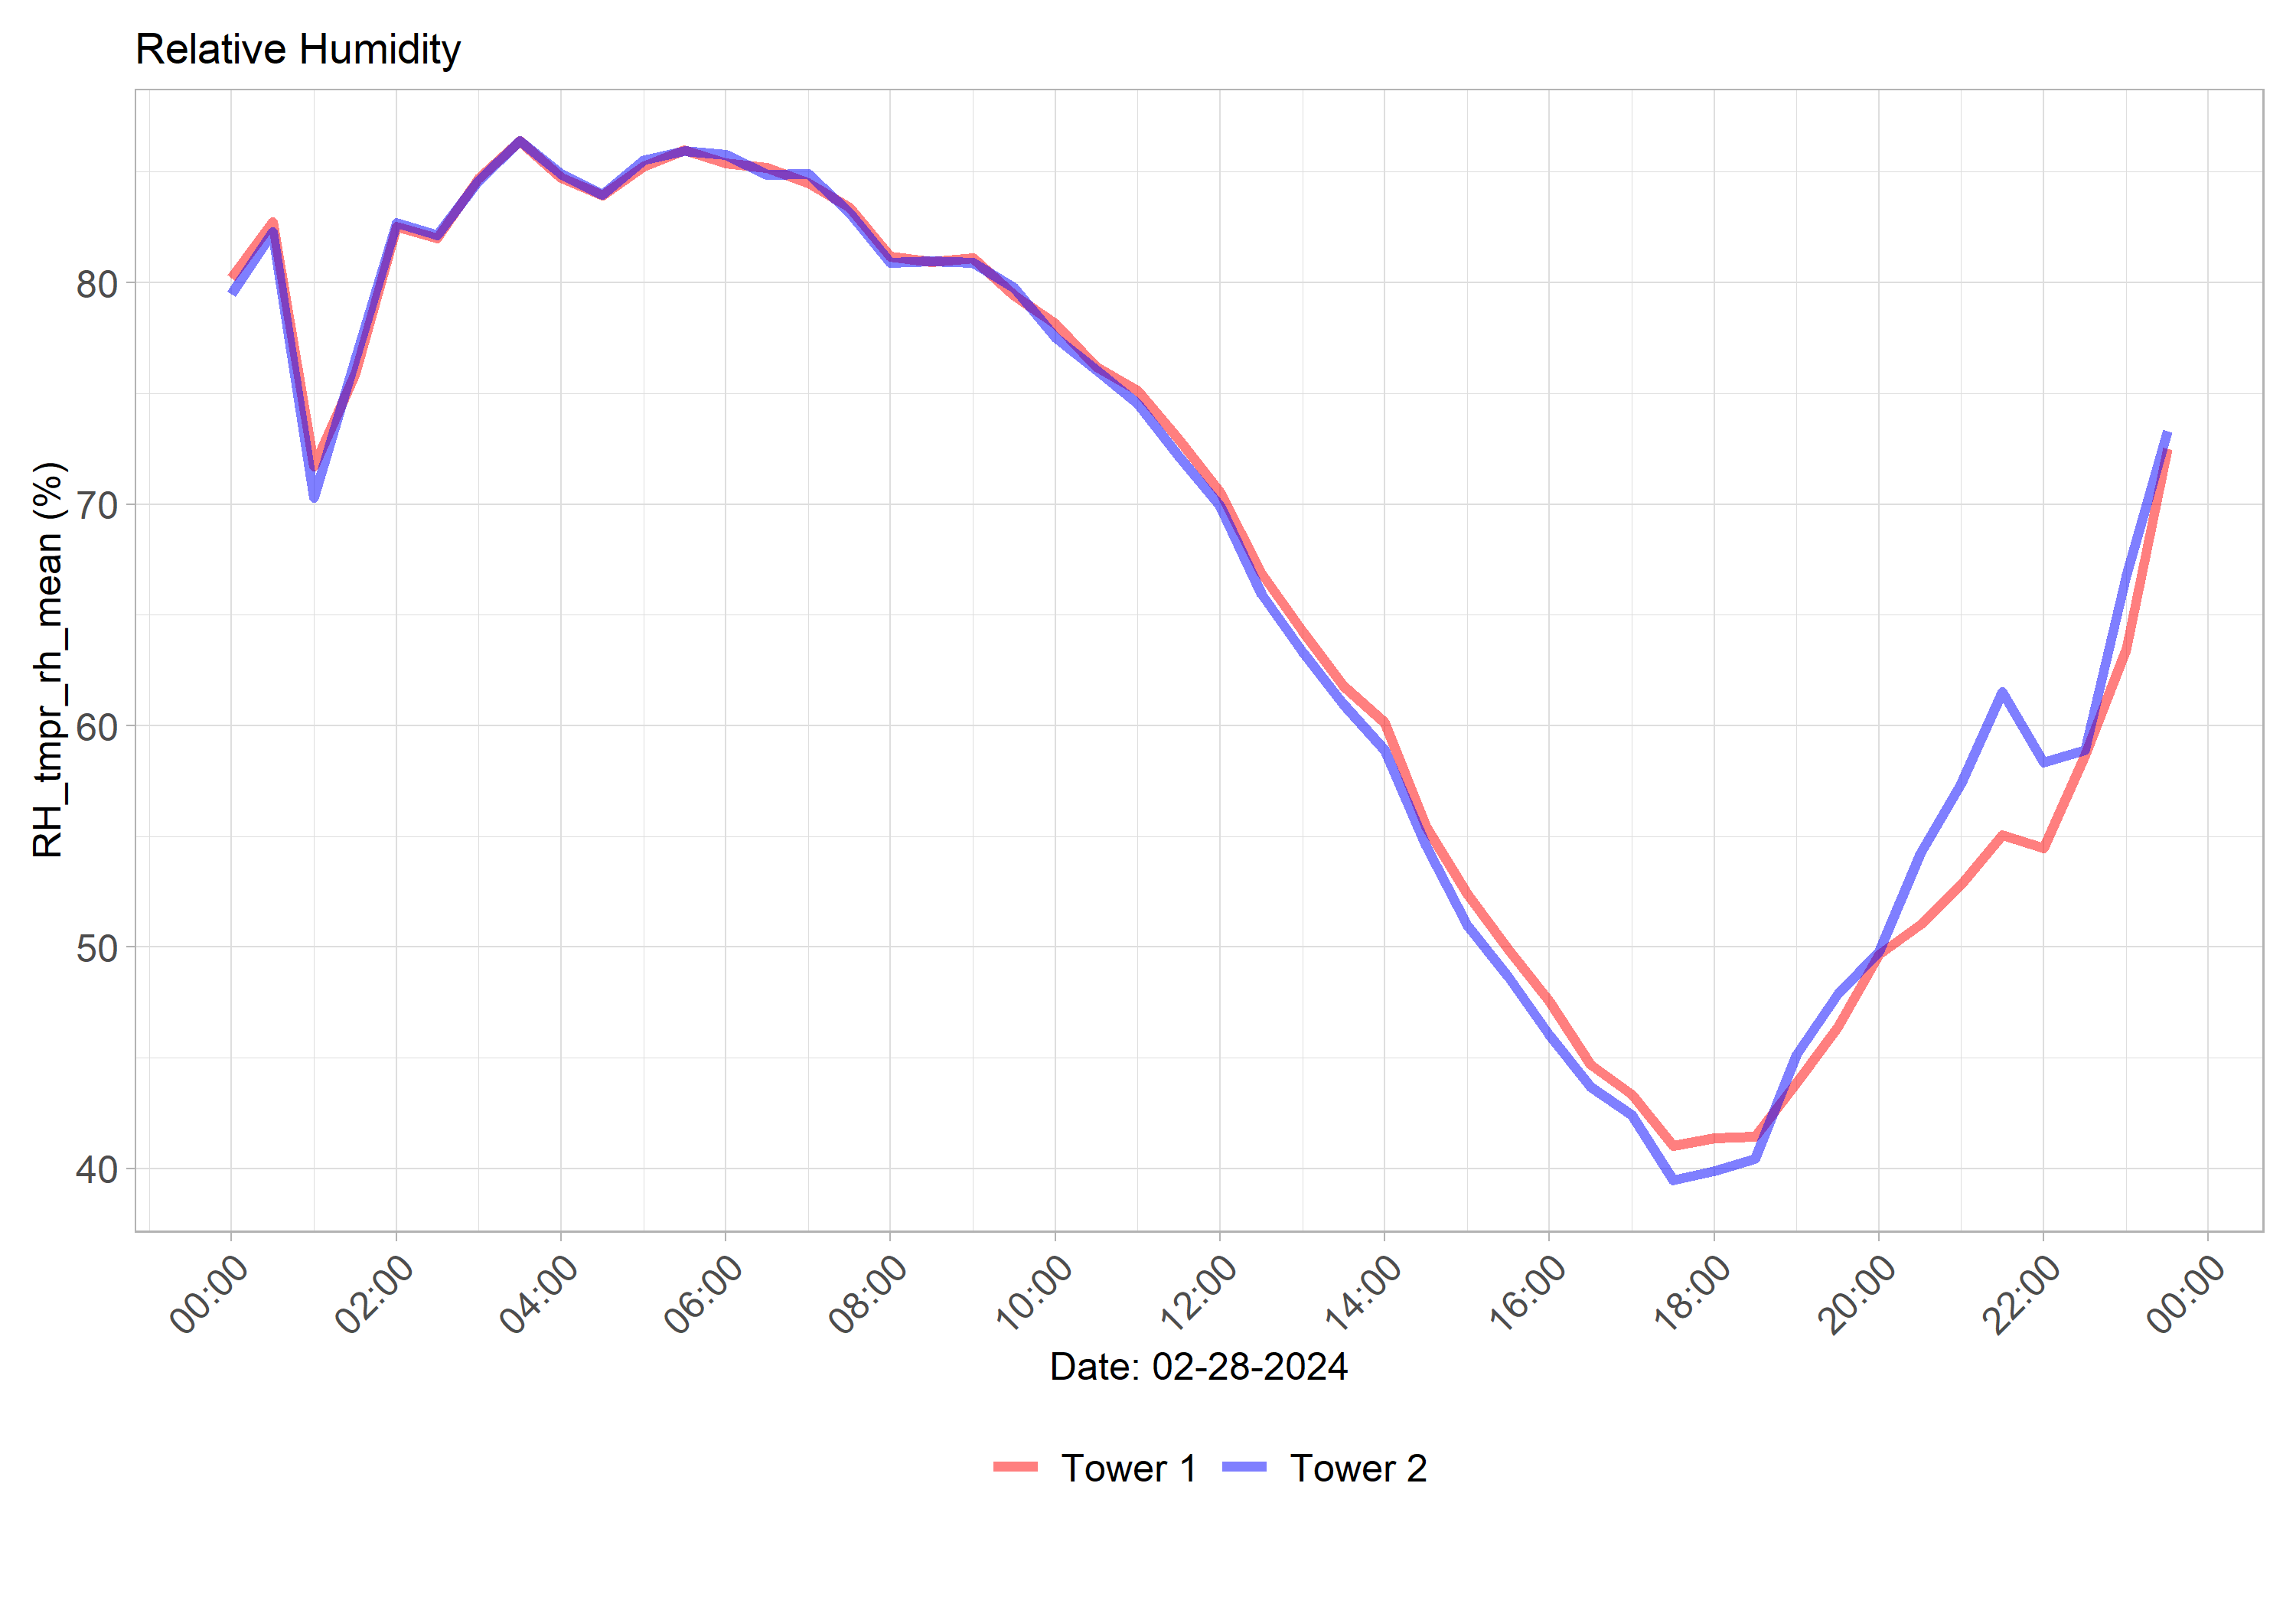 Relative Humidity
RH_tmpr_rh_mean (%)
80
70
60
50
40
00:00 02:00 04:00 06:00 08:00 10:00 12:00 14:00 16:00 18:00 20:00 22:00 00:00
Date: 02-28-2024
Tower 1 Tower 2